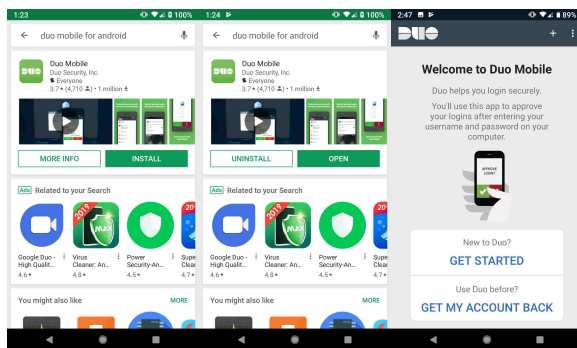 1:23
100%
duo mobile for android
Duo Mobile
Duo Security, Inc.
Everyone
3.7★ (4,710) • 1 million
MORE INFO
INSTALL
Ads Related to your Search
2019
20
Google Duo -
High Qualit...
4.6★
Virus
Cleaner: An...
4.8★
Power
Security-An...
4.5★
Supe
Clea
4.7★
You might also like
MORE
1:24
100%
duo mobile for android
Duo Mobile
Duo Security, Inc.
Everyone
3.7★ (4,710) • 1 million
UNINSTALL
OPEN
Ads Related to your Search
2019
20
Google Duo -
High Qualit...
4.6★
Virus
Cleaner: An...
4.8★
Power
Security-An...
4.5★
Supe
Clea
4.7★
You might also like
MORE
2:47
89%
DUO
Welcome to Duo Mobile
Duo helps you login securely.
You'll use this app to approve
your logins after entering your
username and password on your
computer.
APPROVE
LOGIN?
New to Duo?
GET STARTED
Use Duo before?
GET MY ACCOUNT BACK